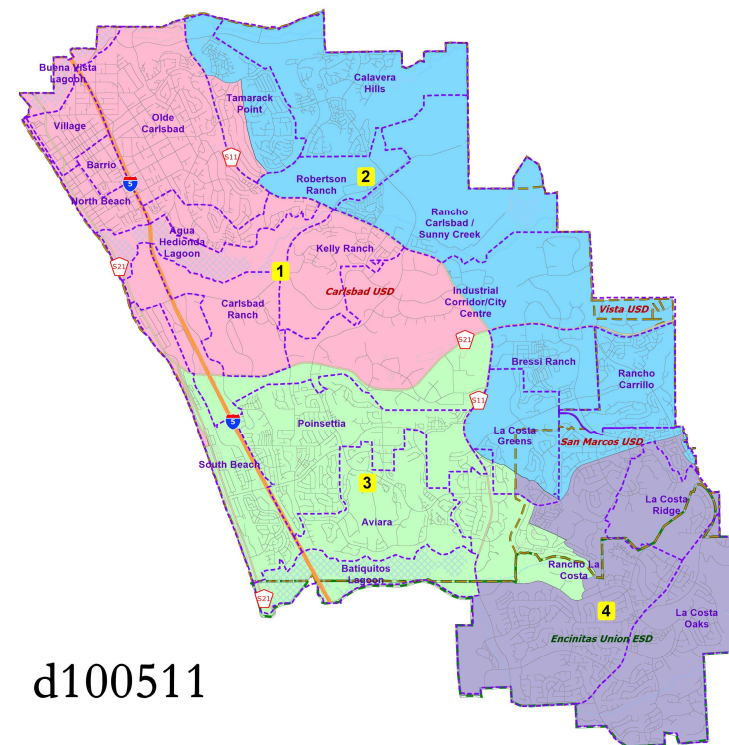 Buena Vista
Lagoon
Calavera
Hills
Tamarack
Point
Olde
Carlsbad
Village
Barrio
S11
5
North Beach
Robertson
Ranch
2
Rancho
Carlsbad /
Sunny Creek
Agua
Hedionda
Lagoon
Kelly Ranch
S21
1
Carlsbad USD
Carlsbad
Ranch
Industrial
Corridor/City
Centre
Vista USD
S21
Bressi Ranch
Rancho
Carrillo
S11
5
Poinsettia
La Costa
Greens
San Marcos USD
South Beach
3
La Costa
Ridge
Aviara
Batiquitos
Lagoon
Rancho La
Costa
S21
4
La Costa
Oaks
Encinitas Union ESD
d100511